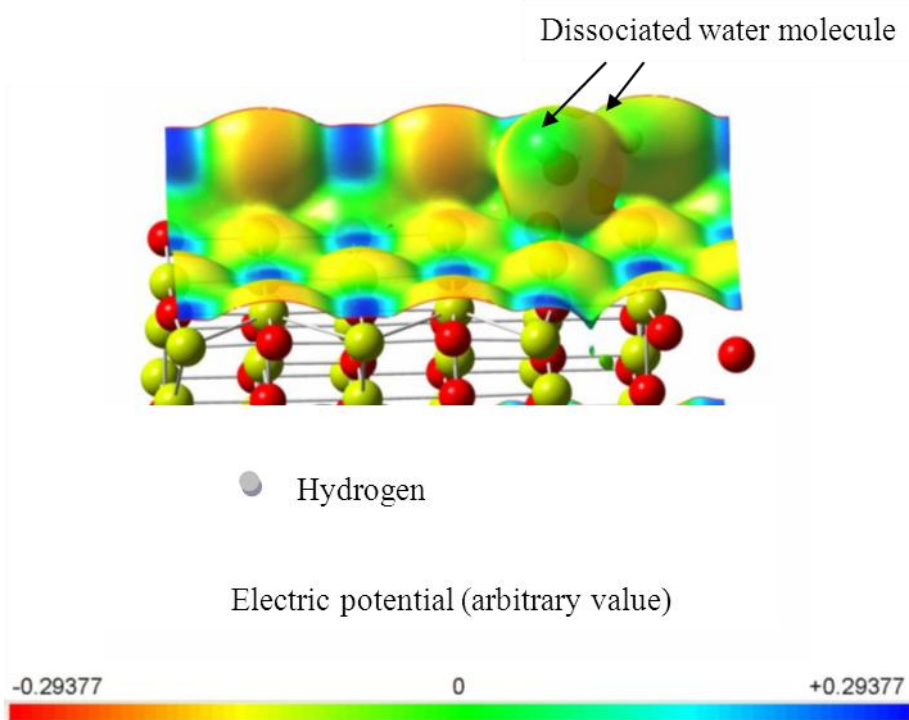 Dissociated water molecule
Hydrogen
Electric potential (arbitrary value)
-0.29377 0 +0.29377